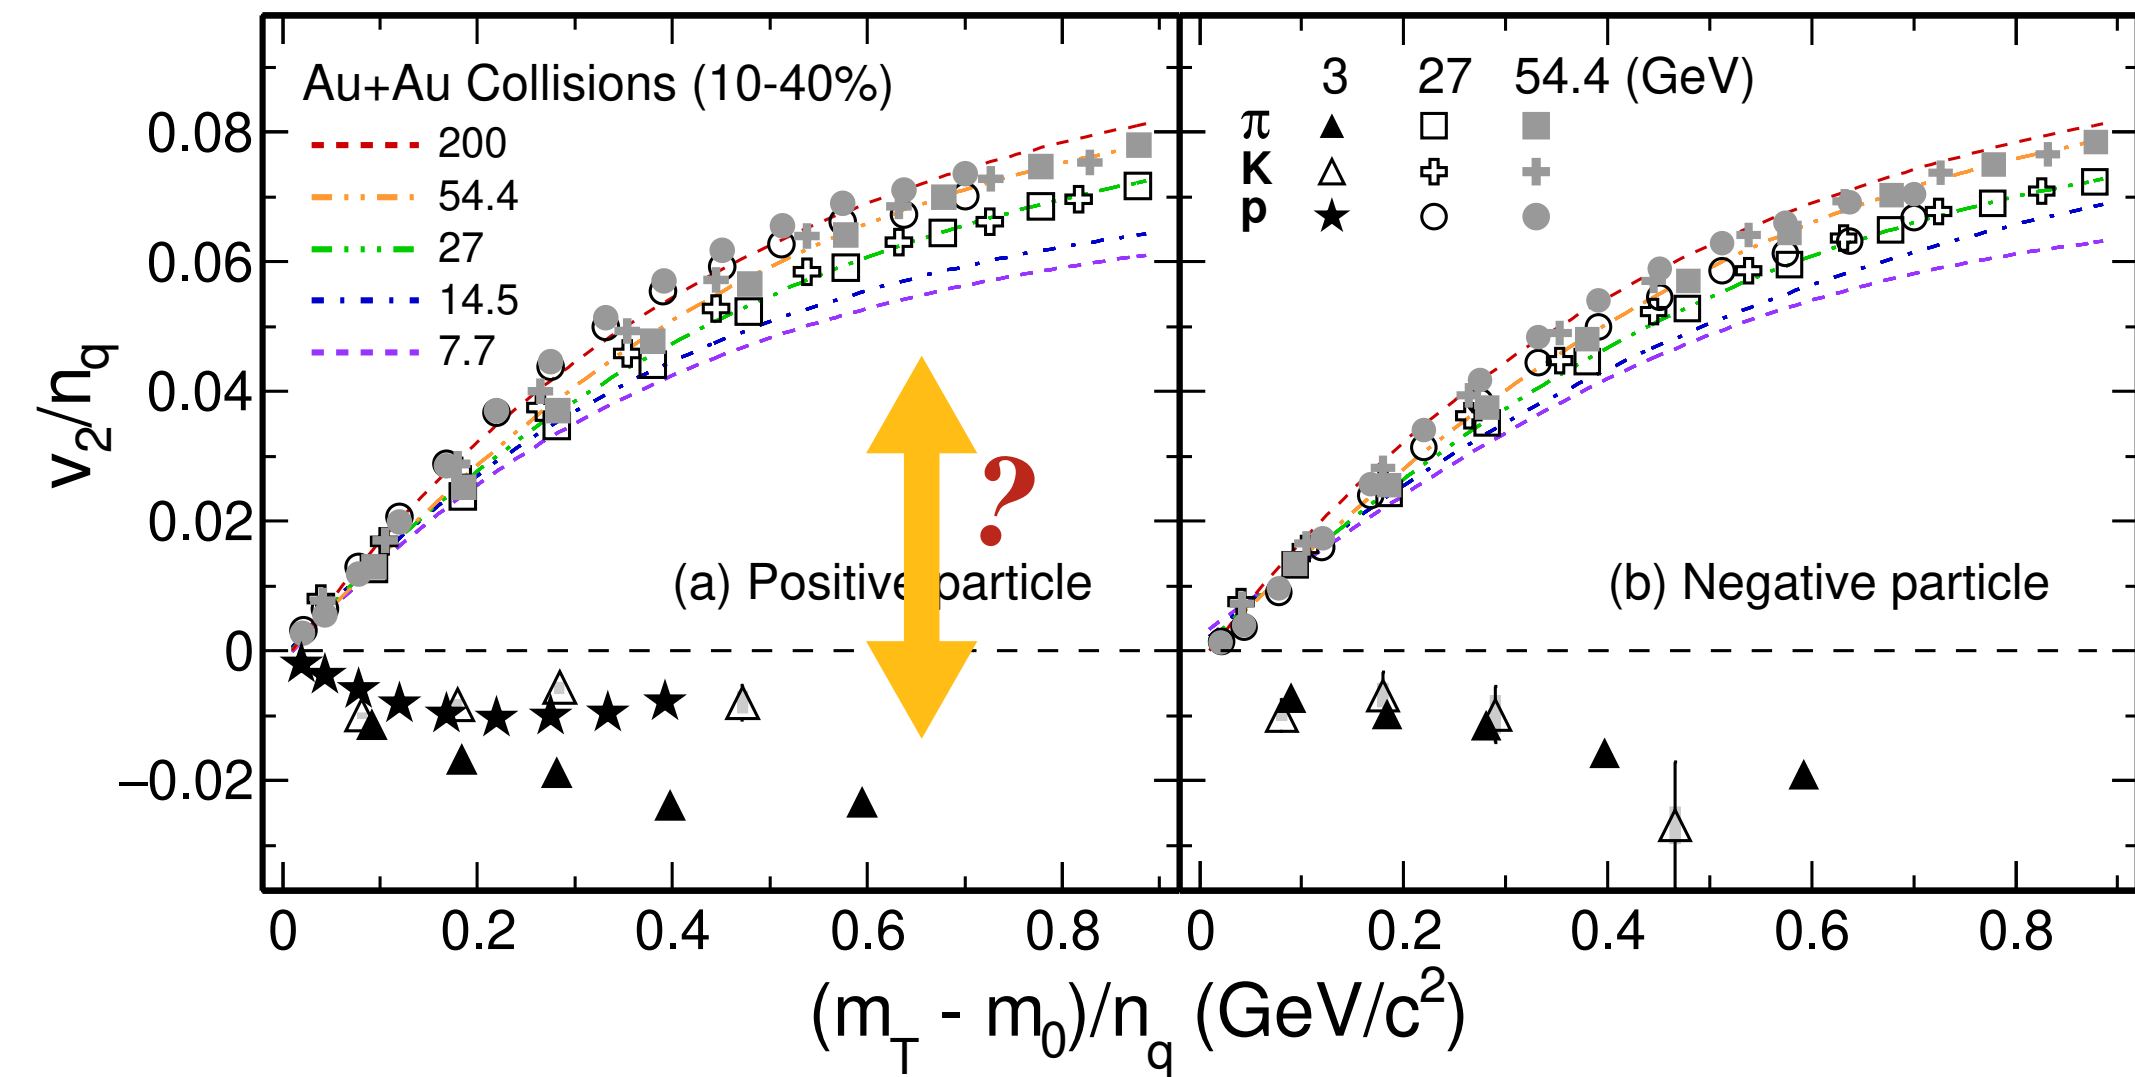 Au+Au Collisions (10-40%)
200
54.4
27
14.5
7.7
3 27 54.4 (GeV)
π
K
p
?
(a) Positive particle
(b) Negative particle
v2/nq
0.08
0.06
0.04
0.02
0
−0.02
0 0.2 0.4 0.6 0.8
0 0.2 0.4 0.6 0.8
(mT - m0)/nq (GeV/c²)